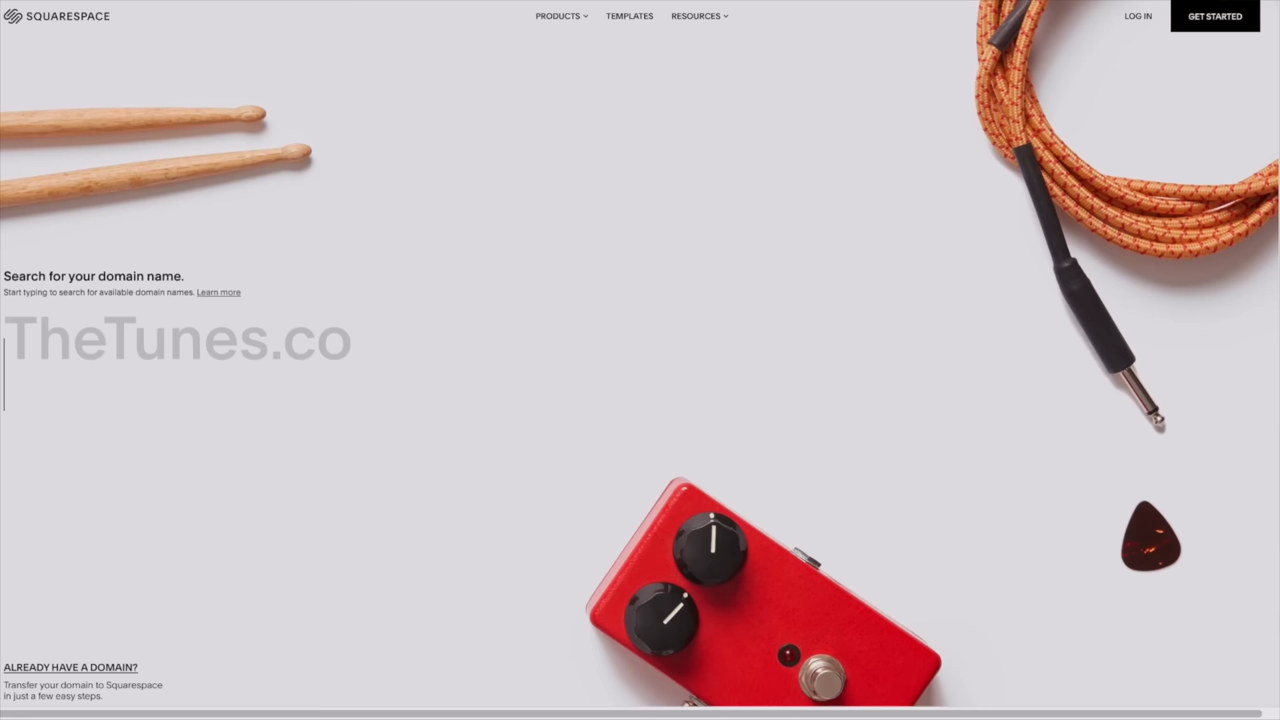 SQUARESPACE
PRODUCTS
TEMPLATES
RESOURCES
LOG IN
GET STARTED
Search for your domain name.
Start typing to search for available domain names. Learn more
TheTunes.co
ALREADY HAVE A DOMAIN?
Transfer your domain to Squarespace
in just a few easy steps.